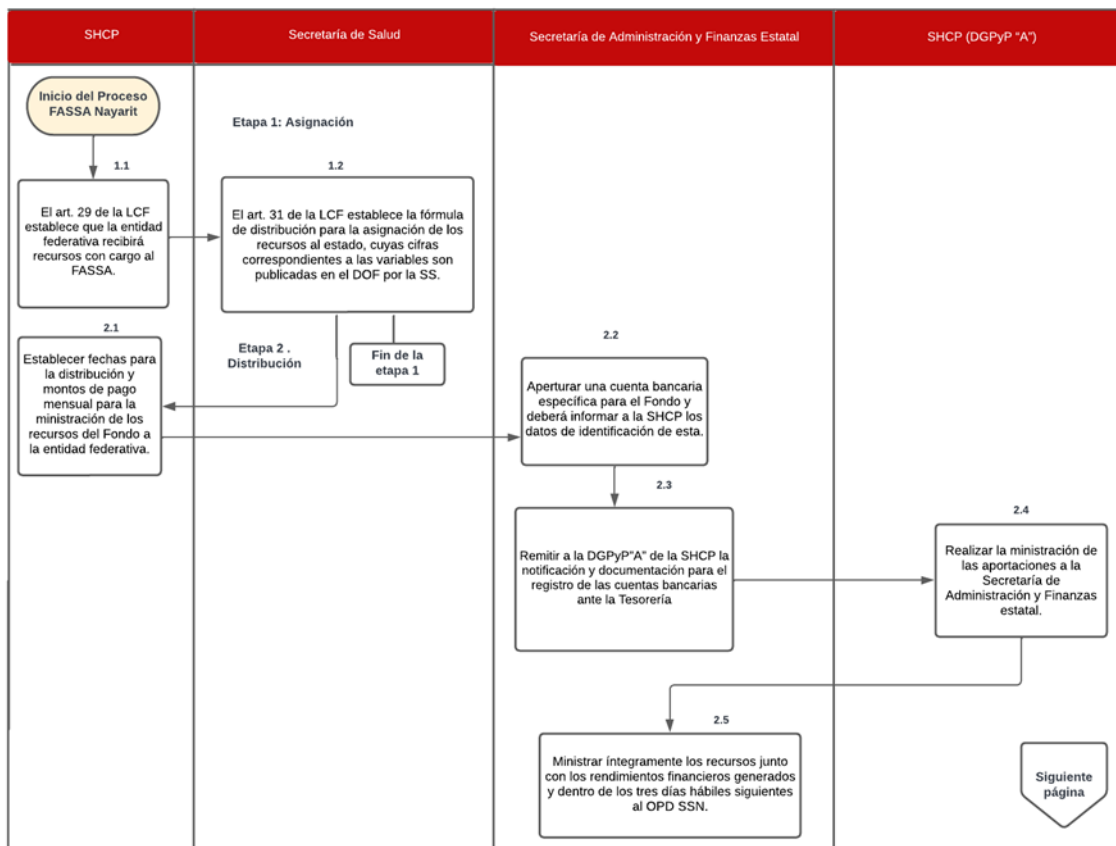 SHCP
Secretaría de Salud
Secretaría de Administración y Finanzas Estatal
SHCP (DGPyP "A")
Inicio del Proceso
FASSA Nayarit
Etapa 1: Asignación
1.1
El art. 29 de la LCF
establece que la entidad
federativa recibirá
recursos con cargo al
FASSA.
1.2
El art. 31 de la LCF establece la fórmula
de distribución para la asignación de los
recursos al estado, cuyas cifras
correspondientes a las variables son
publicadas en el DOF por la SS.
Fin de la
etapa 1
Etapa 2 .
Distribución
2.1
Establecer fechas para
la distribución y
montos de pago
mensual para la
ministración de los
recursos del Fondo a
la entidad federativa.
2.2
Aperturar una cuenta bancaria
específica para el Fondo y
deberá informar a la SHCP los
datos de identificación de esta.
2.3
Remitir a la DGPyP"A" de la SHCP la
notificación y documentación para el
registro de las cuentas bancarias
ante la Tesorería
2.4
Realizar la ministración de
las aportaciones a la
Secretaría de
Administración y Finanzas
estatal.
2.5
Ministrar íntegramente los recursos junto
con los rendimientos financieros generados
y dentro de los tres días hábiles siguientes
al OPD SSN.
Siguiente
página